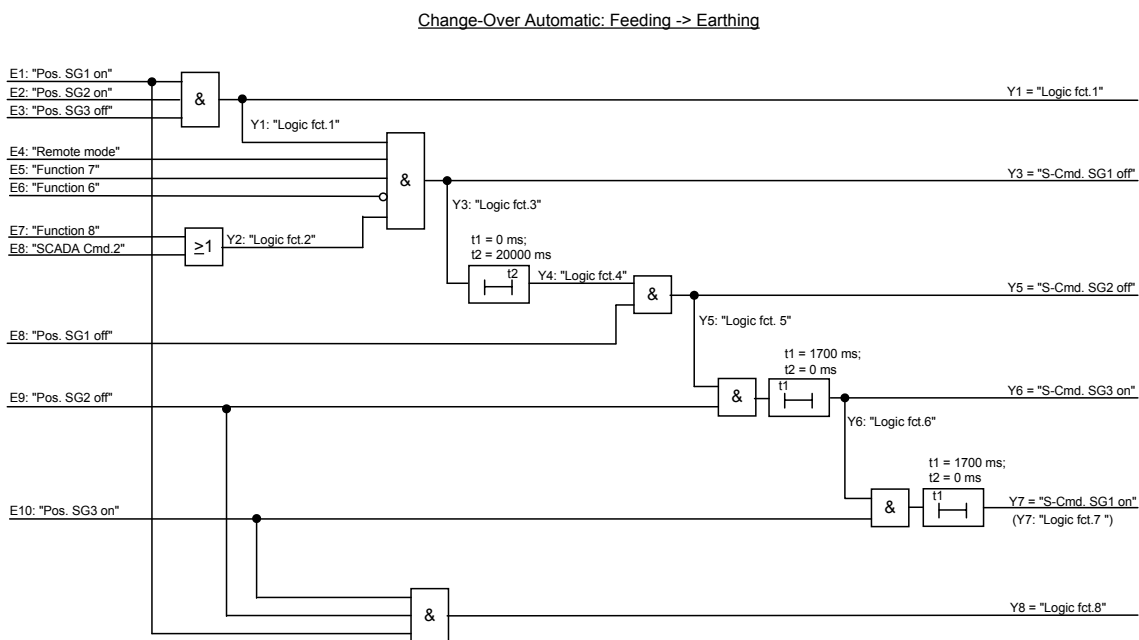 Change-Over Automatic: Feeding -> Earthing
E1: "Pos. SG1 on"
E2: "Pos. SG2 on"
E3: "Pos. SG3 off"
&
Y1 = "Logic fct.1"
Y1: "Logic fct.1"
E4: "Remote mode"
E5: "Function 7"
E6: "Function 6"
&
Y3 = "S-Cmd. SG1 off"
Y3: "Logic fct.3"
E7: "Function 8"
E8: "SCADA Cmd.2"
≥1
Y2: "Logic fct.2"
t1 = 0 ms;
t2 = 20000 ms
t2
Y4: "Logic fct.4"
&
Y5 = "S-Cmd. SG2 off"
Y5: "Logic fct. 5"
E8: "Pos. SG1 off"
t1 = 1700 ms;
t2 = 0 ms
t1
E9: "Pos. SG2 off"
&
Y6 = "S-Cmd. SG3 on"
Y6: "Logic fct.6"
t1 = 1700 ms;
t2 = 0 ms
t1
E10: "Pos. SG3 on"
&
Y7 = "S-Cmd. SG1 on"
(Y7: "Logic fct.7 ")
&
Y8 = "Logic fct.8"